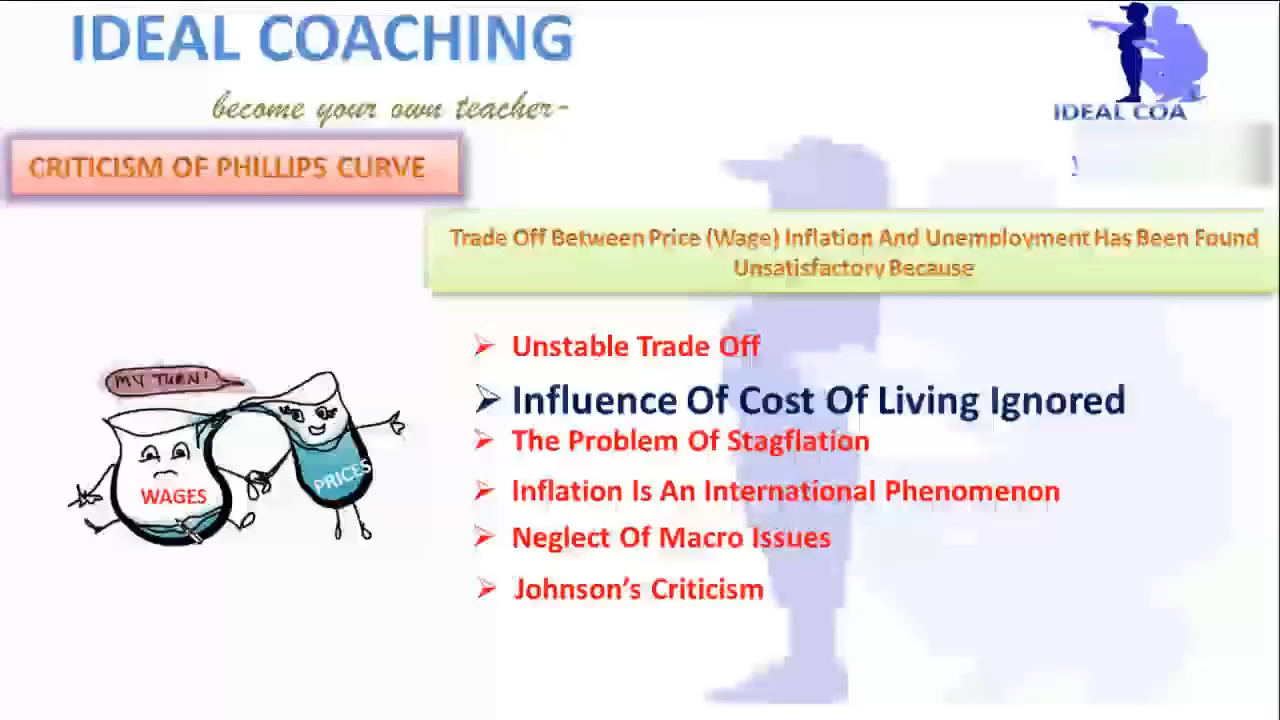 IDEAL COACHING
become your own teacher-
IDEAL COA
CRITICISM OF PHILLIPS CURVE
Trade Off Between Price (Wage) Inflation And Unemployment Has Been Found
Unsatisfactory Because
Unstable Trade Off
Influence Of Cost Of Living Ignored
The Problem Of Stagflation
Inflation Is An International Phenomenon
Neglect Of Macro Issues
Johnson's Criticism
MY TURN!
WAGES
PRICES